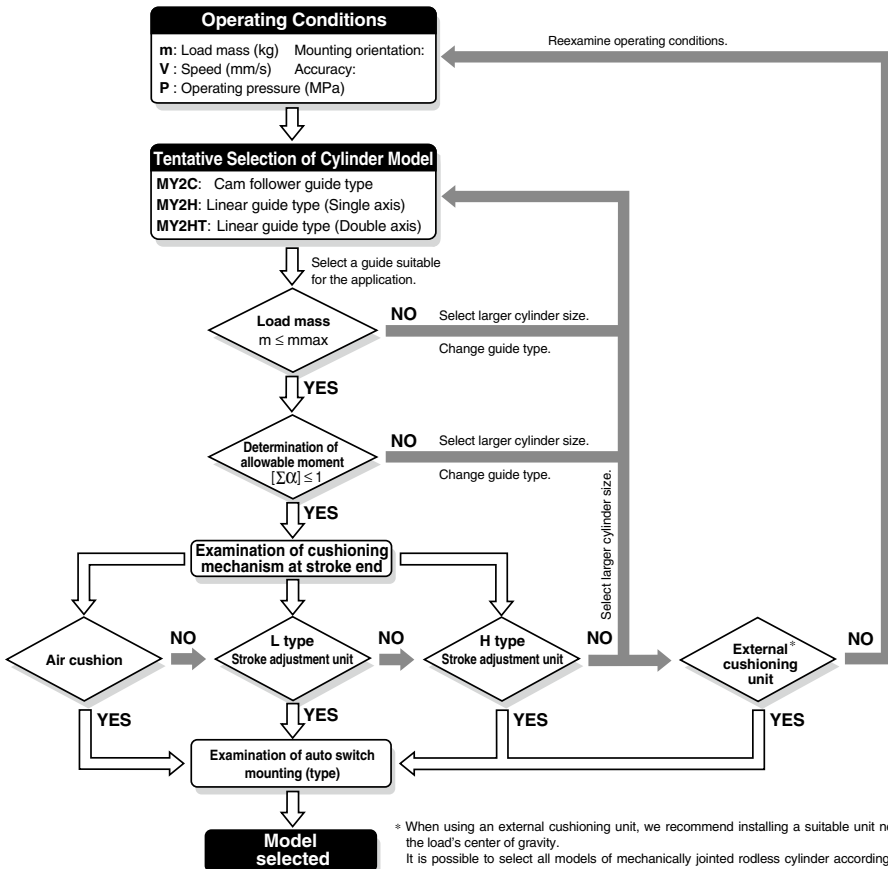 Operating Conditions
m: Load mass (kg) Mounting orientation:
V : Speed (mm/s) Accuracy:
P : Operating pressure (MPa)
Reexamine operating conditions.
Tentative Selection of Cylinder Model
MY2C: Cam follower guide type
MY2H: Linear guide type (Single axis)
MY2HT: Linear guide type (Double axis)
Select a guide suitable
for the application.
Load mass
m ≤ mmax
NO
Select larger cylinder size.
Change guide type.
YES
Determination of
allowable moment
[Σα] ≤ 1
NO
Select larger cylinder size.
Change guide type.
YES
Select larger cylinder size.
Examination of cushioning
mechanism at stroke end
Air cushion
NO
L type
Stroke adjustment unit
NO
H type
Stroke adjustment unit
NO
External*
cushioning
unit
NO
YES
YES
YES
YES
Examination of auto switch
mounting (type)
Model
selected
* When using an external cushioning unit, we recommend installing a suitable unit
the load's center of gravity.
It is possible to select all models of mechanically jointed rodless cylinder